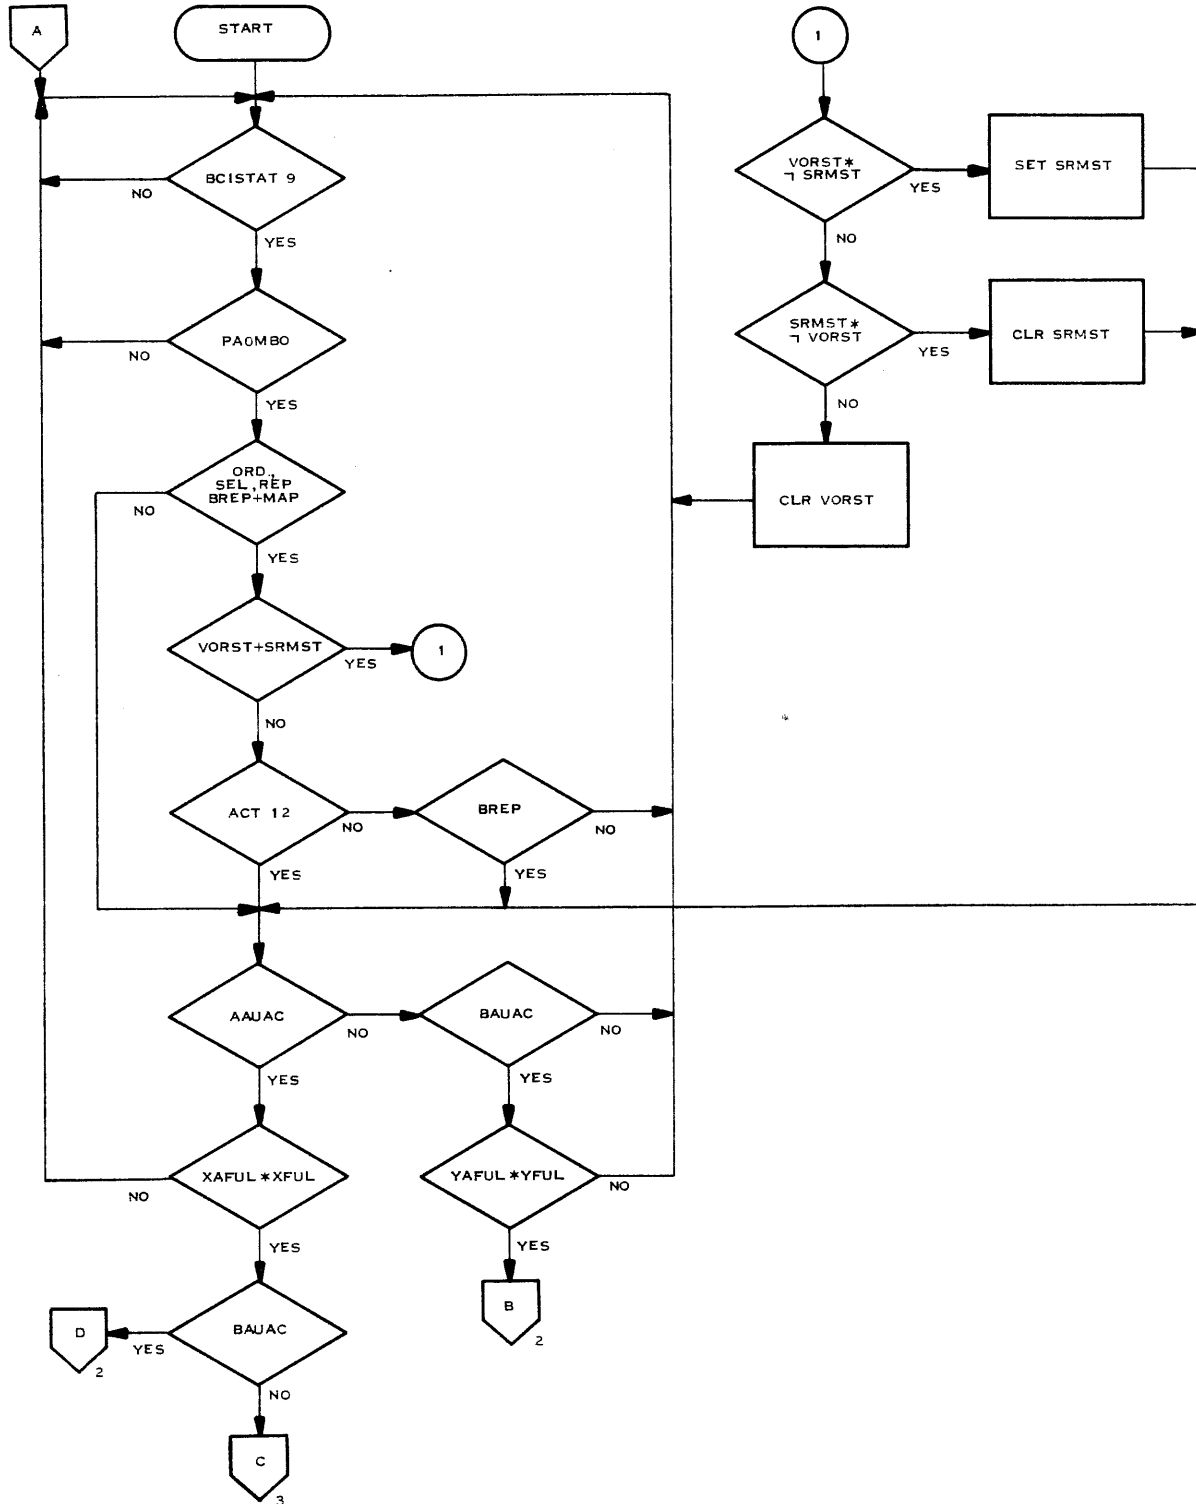 A
START
1
BCISTAT 9
NO
YES
VORST*
¬ SRMST
YES
NO
SET SRMST
PAOMBO
NO
YES
SRMST*
¬ VORST
YES
NO
CLR SRMST
ORD.,
SEL,REP
BREP+MAP
NO
YES
CLR VORST
VORST+SRMST
YES
1
NO
ACT 12
NO
YES
BREP
NO
YES
AAUAC
NO
YES
BAUAC
NO
YES
XAFUL*XFUL
NO
YES
YAFUL*YFUL
NO
YES
B
2
BAUAC
YES
D
2
NO
C
3